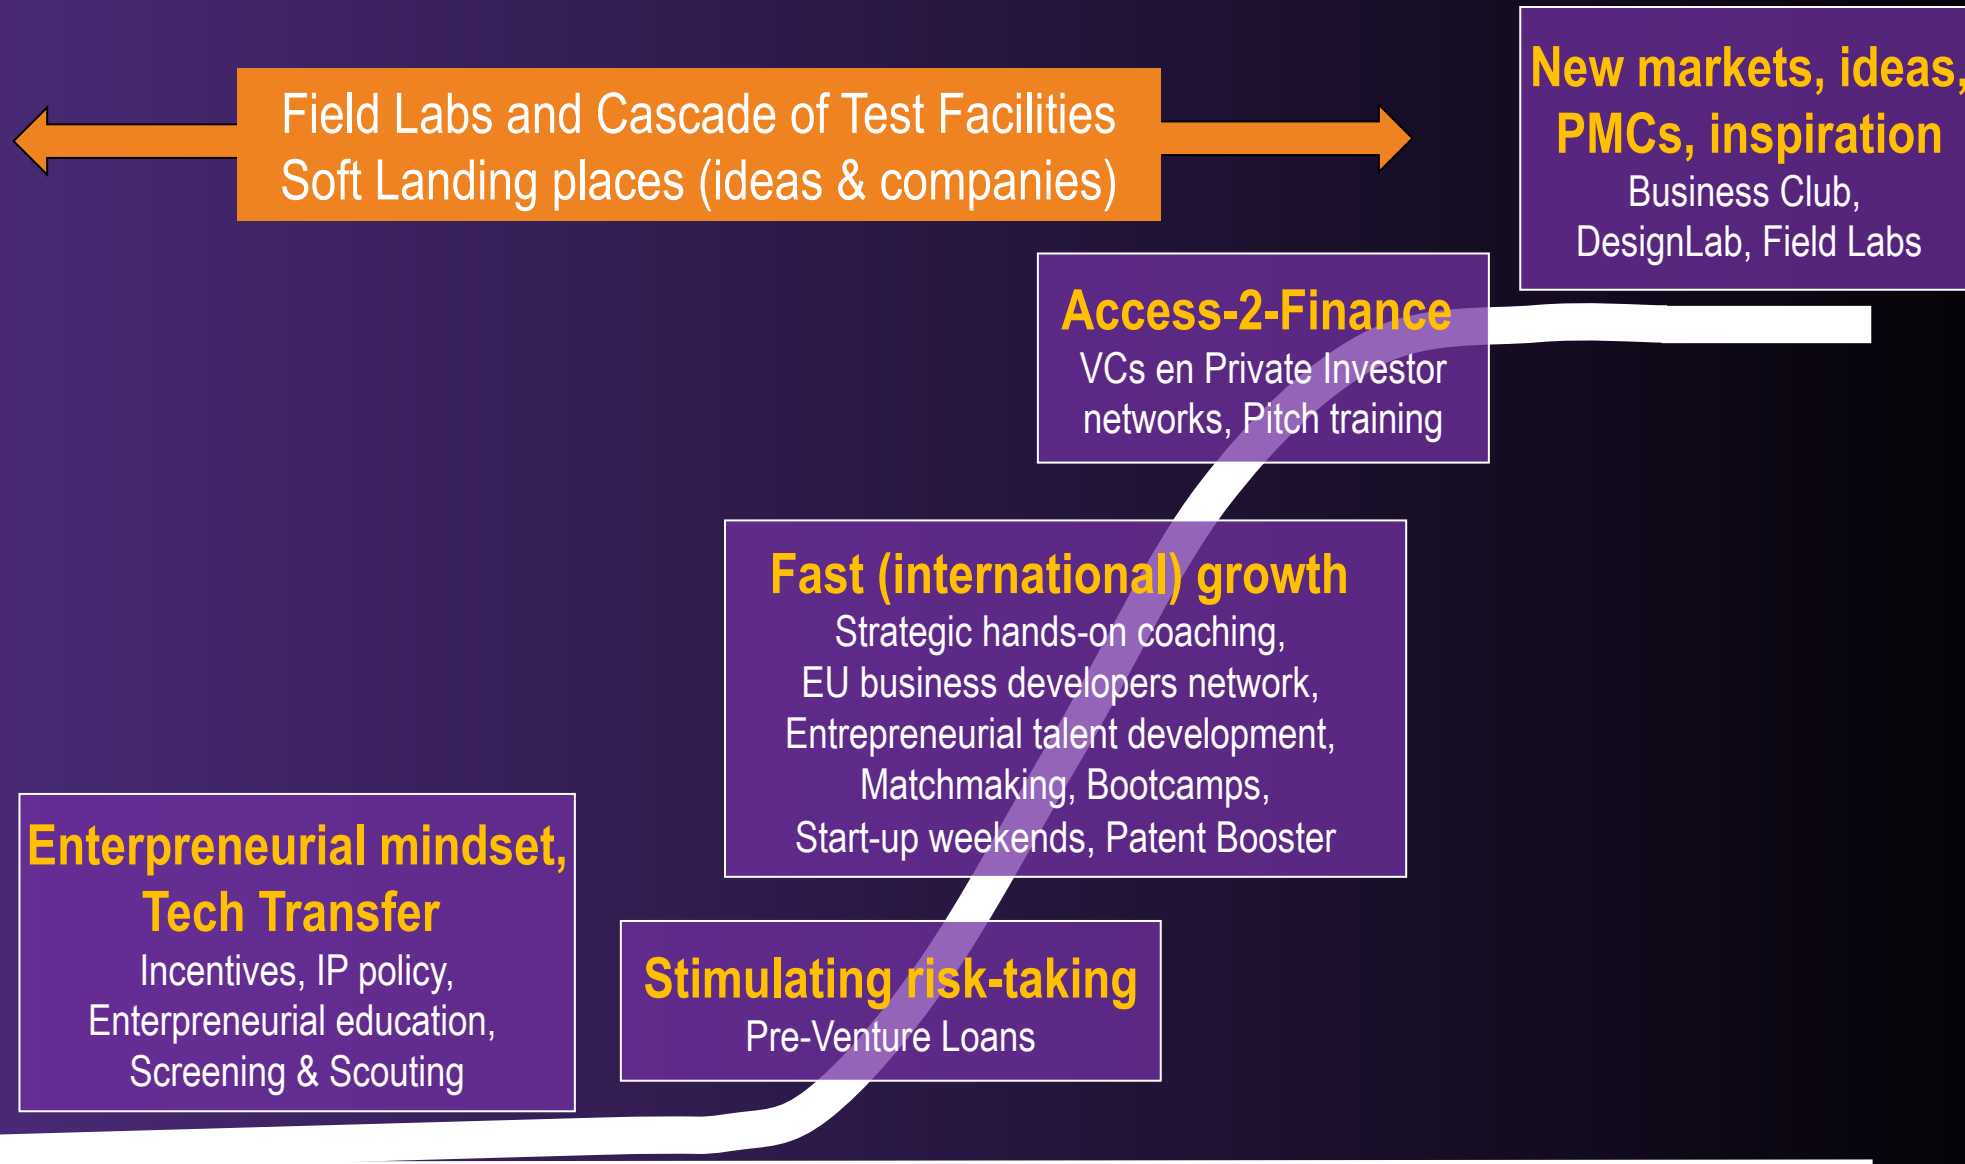 Field Labs and Cascade of Test Facilities
Soft Landing places (ideas & companies)
New markets, ideas,
PMCs, inspiration
Business Club,
DesignLab, Field Labs
Access-2-Finance
VCs en Private Investor
networks, Pitch training
Fast (international) growth
Strategic hands-on coaching,
EU business developers network,
Entrepreneurial talent development,
Matchmaking, Bootcamps,
Start-up weekends, Patent Booster
Enterpreneurial mindset,
Tech Transfer
Incentives, IP policy,
Enterpreneurial education,
Screening & Scouting
Stimulating risk-taking
Pre-Venture Loans